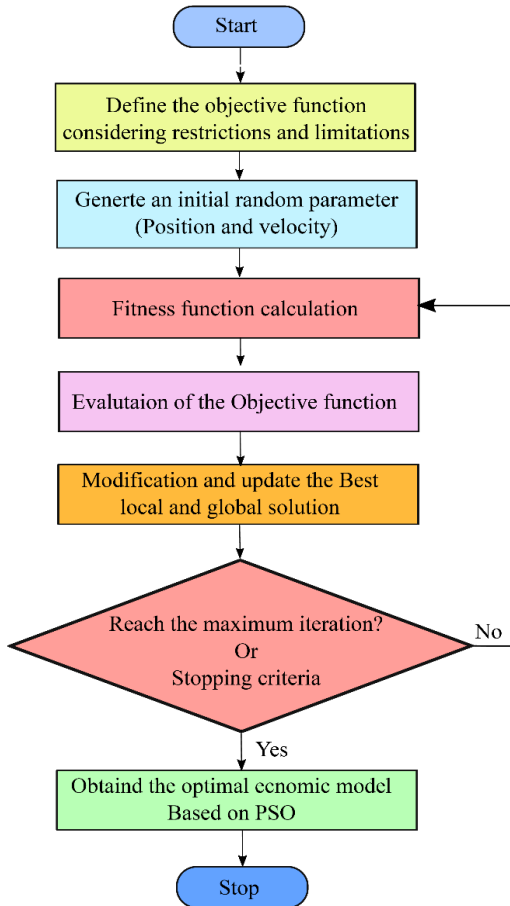 Start
Define the objective function
considering restrictions and limitations
Generte an initial random parameter
(Position and velocity)
Fitness function calculation
Evalutaion of the Objective function
Modification and update the Best
local and global solution
Reach the maximum iteration?
Or
Stopping criteria
No
Yes
Obtaind the optimal ecnomic model
Based on PSO
Stop